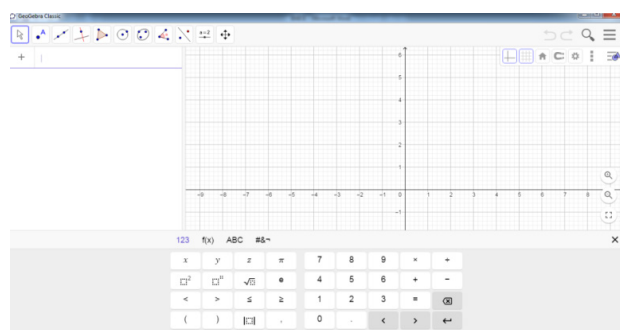 GeoGebra Classic
A
a=2
+
6
5
4
3
2
1
-9 -8 -7 -6 -5 -4 -3 -2 -1 0 1 2 3 4 5 6 7 8
-1
123 f(x) ABC #&¬
x y z π 7 8 9 × ÷
□² □ⁿ √□ e 4 5 6 + −
< > ≤ ≥ 1 2 3 =
( ) |□| , 0 . < >